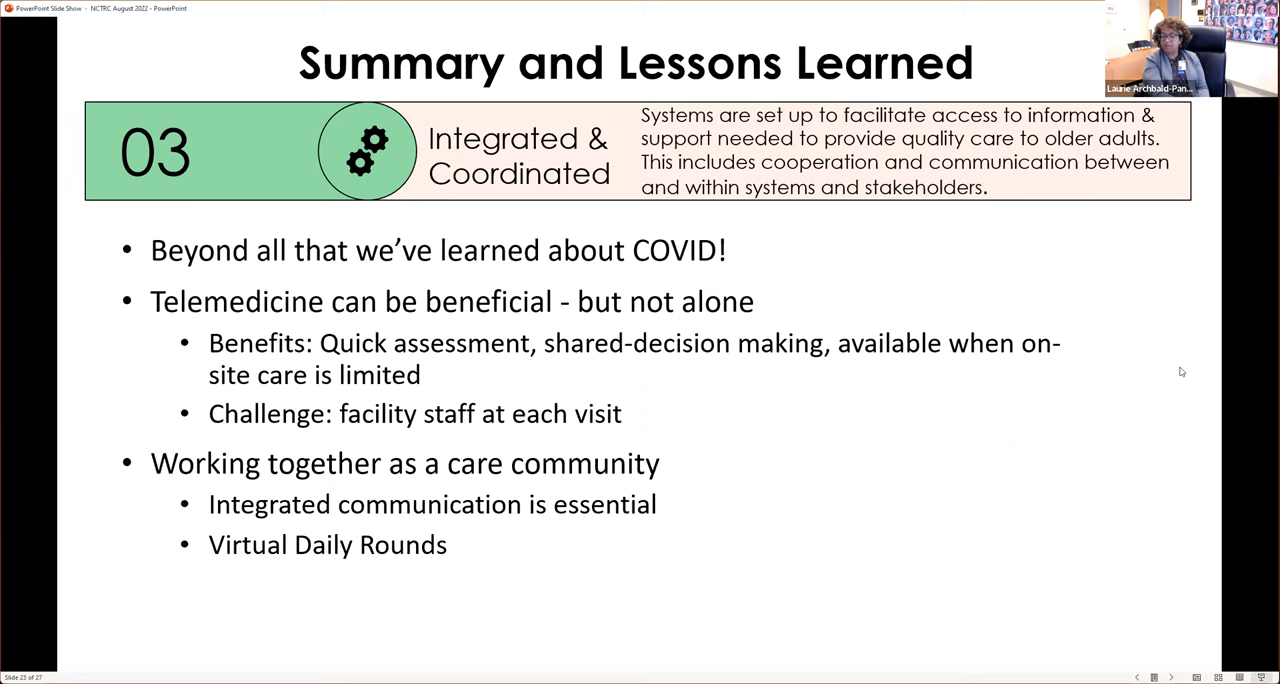 PowerPoint Slide Show - NCTRC August 2022 - PowerPoint
Summary and Lessons Learned
Laurie Archbald-Pan...
03
Integrated &
Coordinated
Systems are set up to facilitate access to information &
support needed to provide quality care to older adults.
This includes cooperation and communication between
and within systems and stakeholders.
• Beyond all that we’ve learned about COVID!
• Telemedicine can be beneficial - but not alone
• Benefits: Quick assessment, shared-decision making, available when on-
site care is limited
• Challenge: facility staff at each visit
• Working together as a care community
• Integrated communication is essential
• Virtual Daily Rounds
Slide 23 of 27